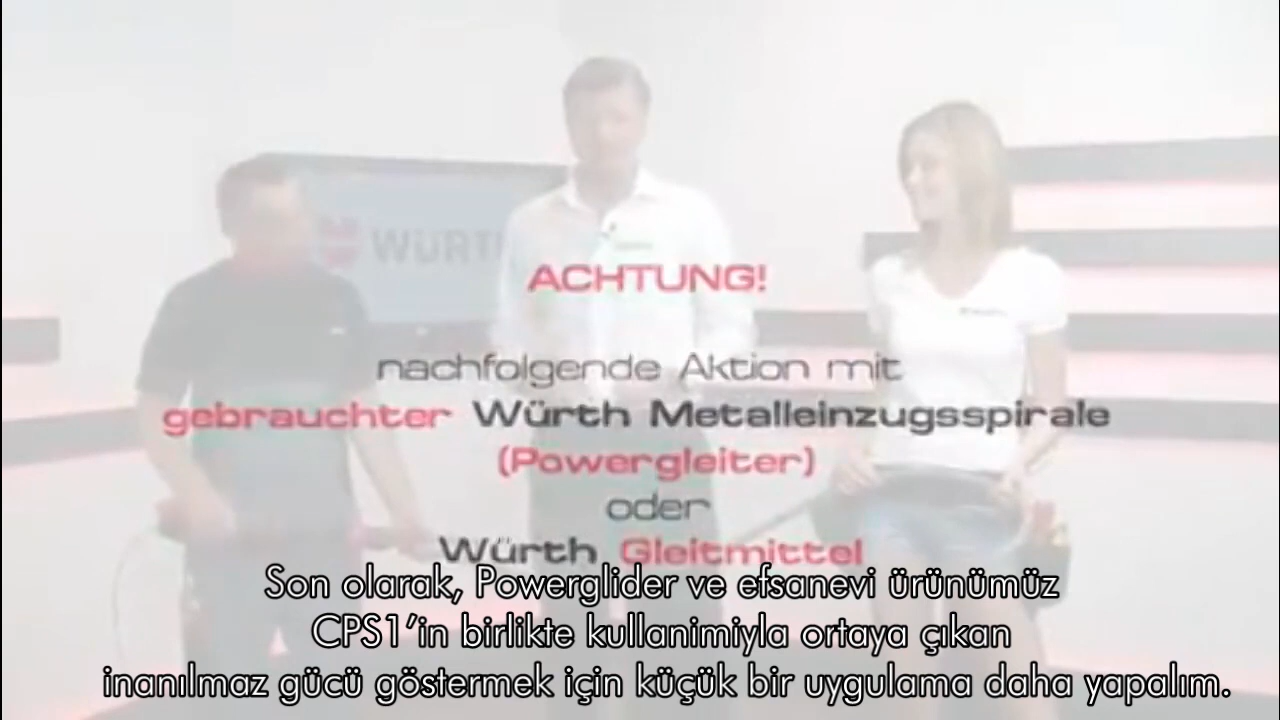 WÜRTH
ACHTUNG!
nachfolgende Aktion mit
gebrauchter Würth Metalleinzugsspirale
(Powergleiter)
oder
Würth Gleitmittel
Son olarak, Powerglider ve efsanevi ürünümüz
CPS1'in birlikte kullanimiyla ortaya çıkan
inanılmaz gücü göstermek için küçük bir uygulama daha yapalım.